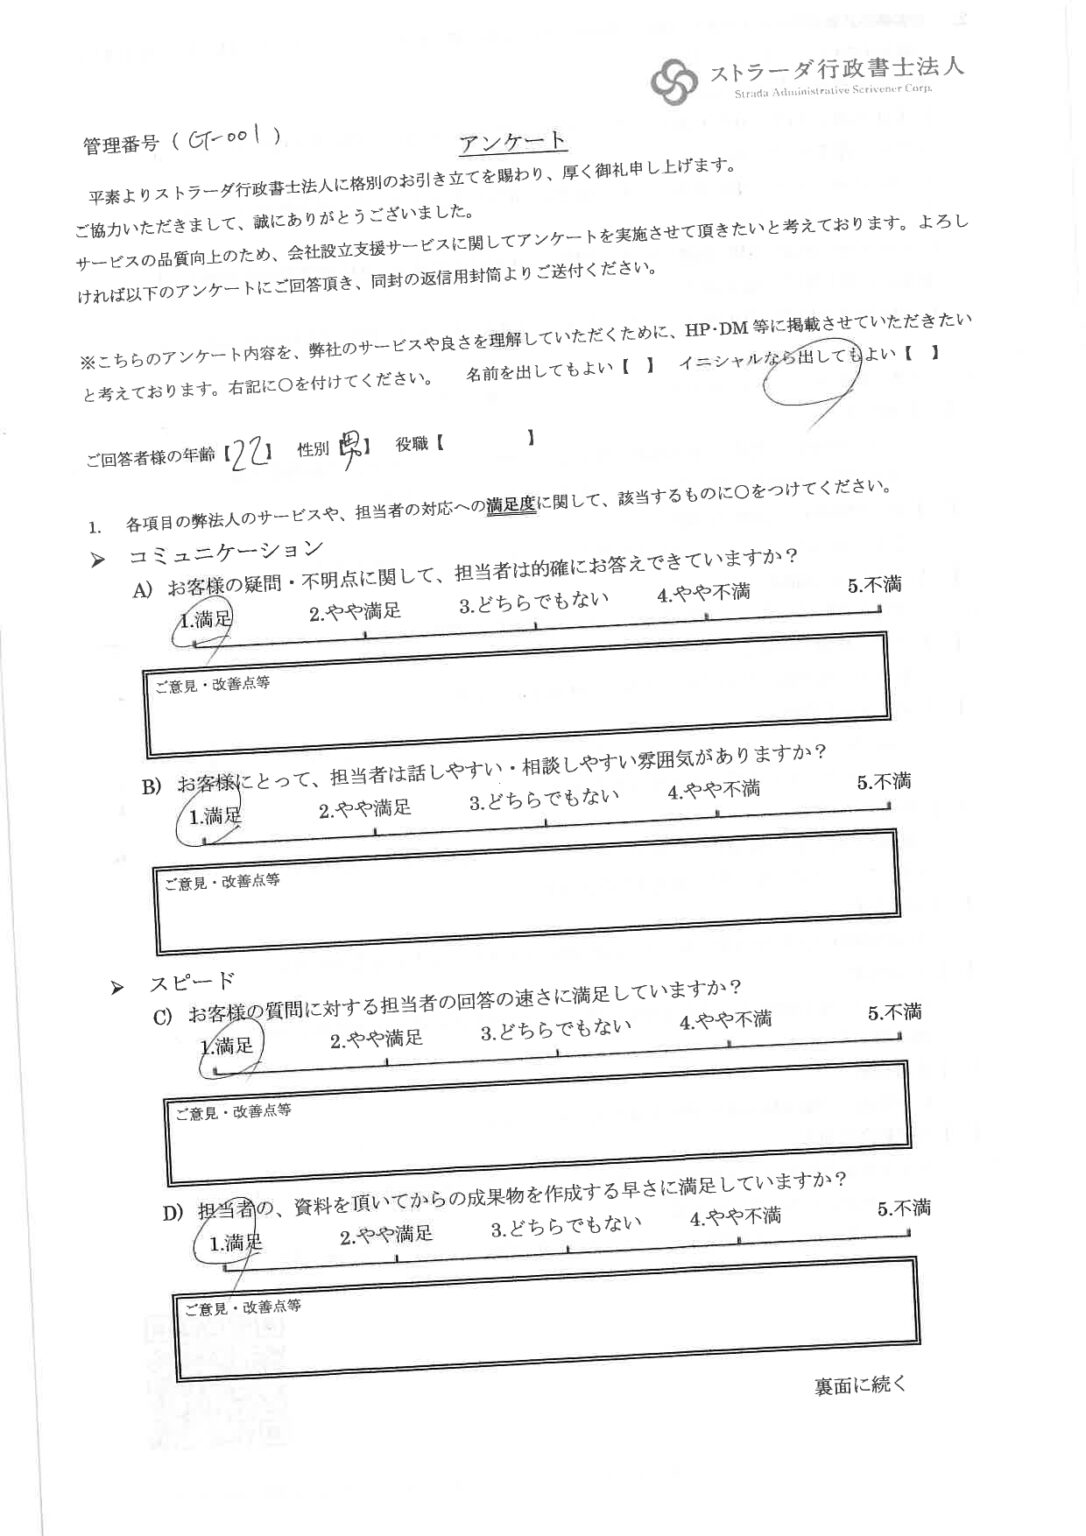 ストラーダ行政書士法人
Strada Administrative Scrivener Corp.
管理番号（GT-001）
アンケート
平素よりストラーダ行政書士法人に格別のお引き立てを賜わり、厚く御礼申し上げます。
ご協力いただきまして、誠にありがとうございました。
サービスの品質向上のため、会社設立支援サービスに関してアンケートを実施させて頂きたいと考えております。よろし
ければ以下のアンケートにご回答頂き、同封の返信用封筒よりご送付ください。
※こちらのアンケート内容を、弊社のサービスや良さを理解していただくために、HP・DM 等に掲載させていただきたい
と考えております。右記に○を付けてください。　名前を出してもよい【　】　イニシャルなら出してもよい【　】
ご回答者様の年齢【22】　性別【男】　役職【　　　　】
1.　各項目の弊法人のサービスや、担当者の対応への満足度に関して、該当するものに○をつけてください。
➢　コミュニケーション
A) お客様の疑問・不明点に関して、担当者は的確にお答えできていますか？
1.満足　2.やや満足　3.どちらでもない　4.やや不満　5.不満
ご意見・改善点等
B) お客様にとって、担当者は話しやすい・相談しやすい雰囲気がありますか？
1.満足　2.やや満足　3.どちらでもない　4.やや不満　5.不満
ご意見・改善点等
➢　スピード
C) お客様の質問に対する担当者の回答の速さに満足していますか？
1.満足　2.やや満足　3.どちらでもない　4.やや不満　5.不満
ご意見・改善点等
D) 担当者の、資料を頂いてからの成果物を作成する早さに満足していますか？
1.満足　2.やや満足　3.どちらでもない　4.やや不満　5.不満
ご意見・改善点等
裏面に続く